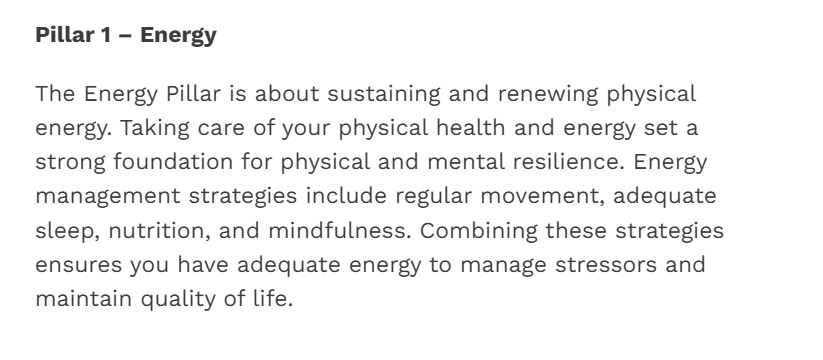 Pillar 1 – Energy
The Energy Pillar is about sustaining and renewing physical
energy. Taking care of your physical health and energy set a
strong foundation for physical and mental resilience. Energy
management strategies include regular movement, adequate
sleep, nutrition, and mindfulness. Combining these strategies
ensures you have adequate energy to manage stressors and
maintain quality of life.